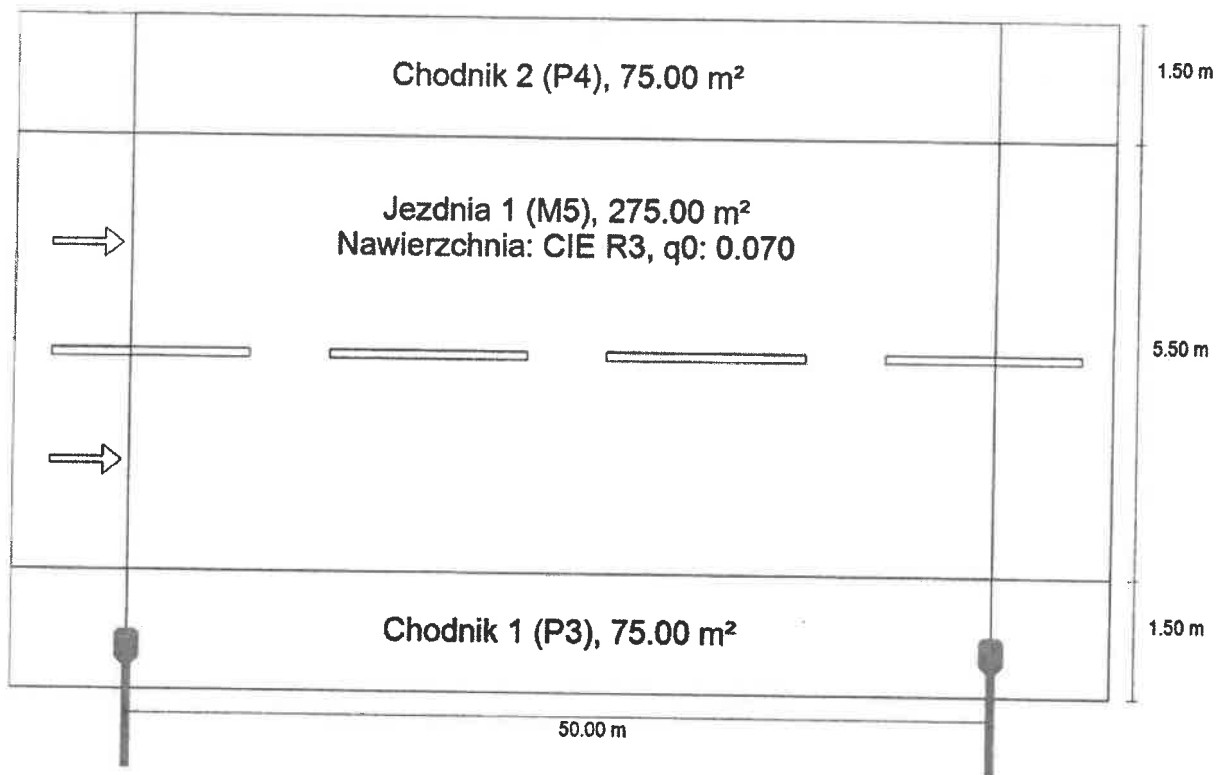 Chodnik 2 (P4), 75.00 m²
1.50 m
Jezdnia 1 (M5), 275.00 m²
Nawierzchnia: CIE R3, q0: 0.070
5.50 m
Chodnik 1 (P3), 75.00 m²
1.50 m
50.00 m